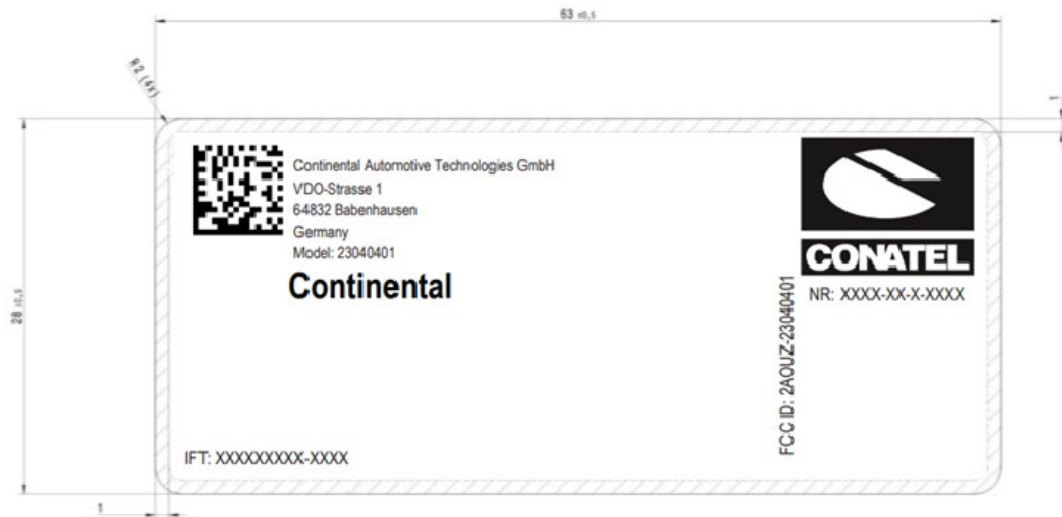 63 ±0,5
R2 (4x)
1
28 ±0,5
Continental Automotive Technologies GmbH
VDO-Strasse 1
64832 Babenhausen
Germany
Model: 23040401
Continental
CONATEL
NR: XXXX-XX-X-XXXX
FCC ID: 2AOUZ-23040401
IFT: XXXXXXXXX-XXXX
1